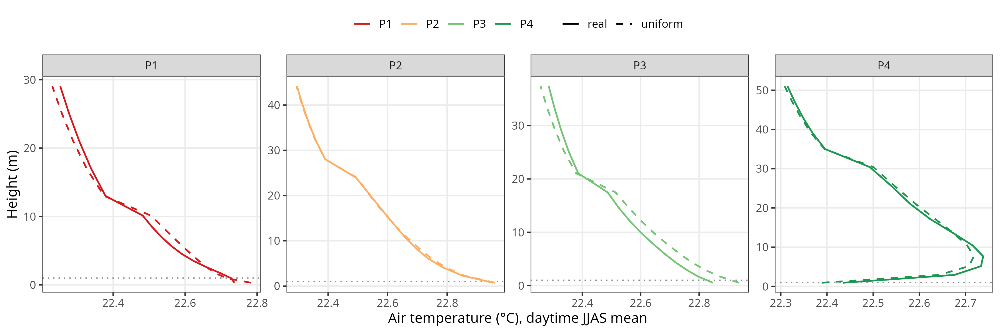 P1 P2 P3 P4 real uniform
P1 P2 P3 P4
Height (m)
30
20
10
0
22.4 22.6 22.8
40
30
20
10
0
22.4 22.6 22.8
30
20
10
0
22.4 22.6 22.8
50
40
30
20
10
0
22.3 22.4 22.5 22.6 22.7
Air temperature (°C), daytime JJAS mean